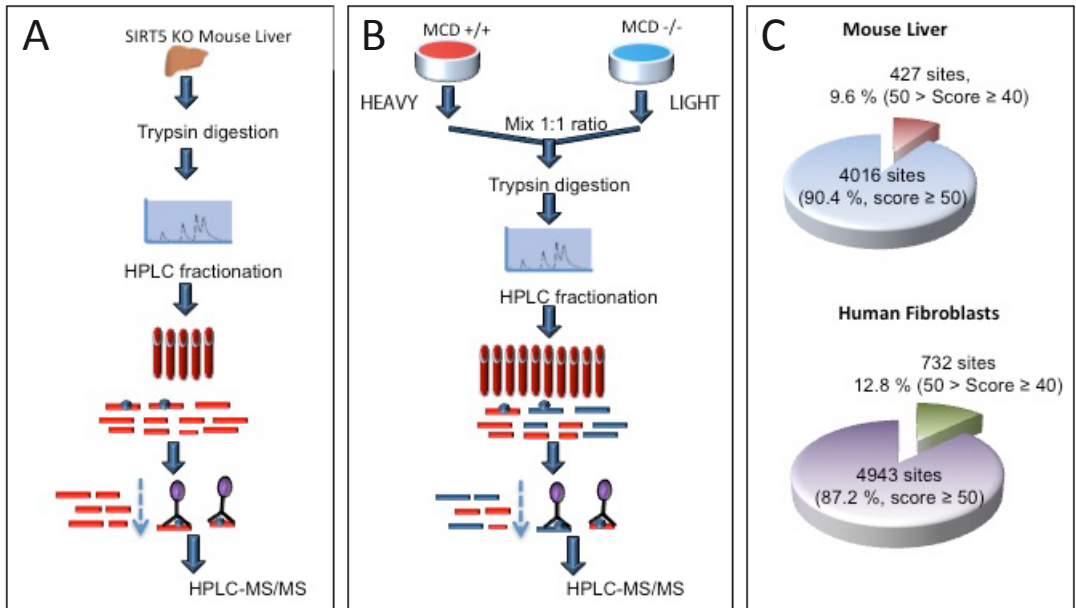 A
SIRT5 KO Mouse Liver
Trypsin digestion
HPLC fractionation
HPLC-MS/MS
B
MCD +/+
MCD -/-
HEAVY
LIGHT
Mix 1:1 ratio
Trypsin digestion
HPLC fractionation
HPLC-MS/MS
C
Mouse Liver
427 sites,
9.6 % (50 > Score ≥ 40)
4016 sites
(90.4 %, score ≥ 50)
Human Fibroblasts
732 sites
12.8 % (50 > Score ≥ 40)
4943 sites
(87.2 %, score ≥ 50)